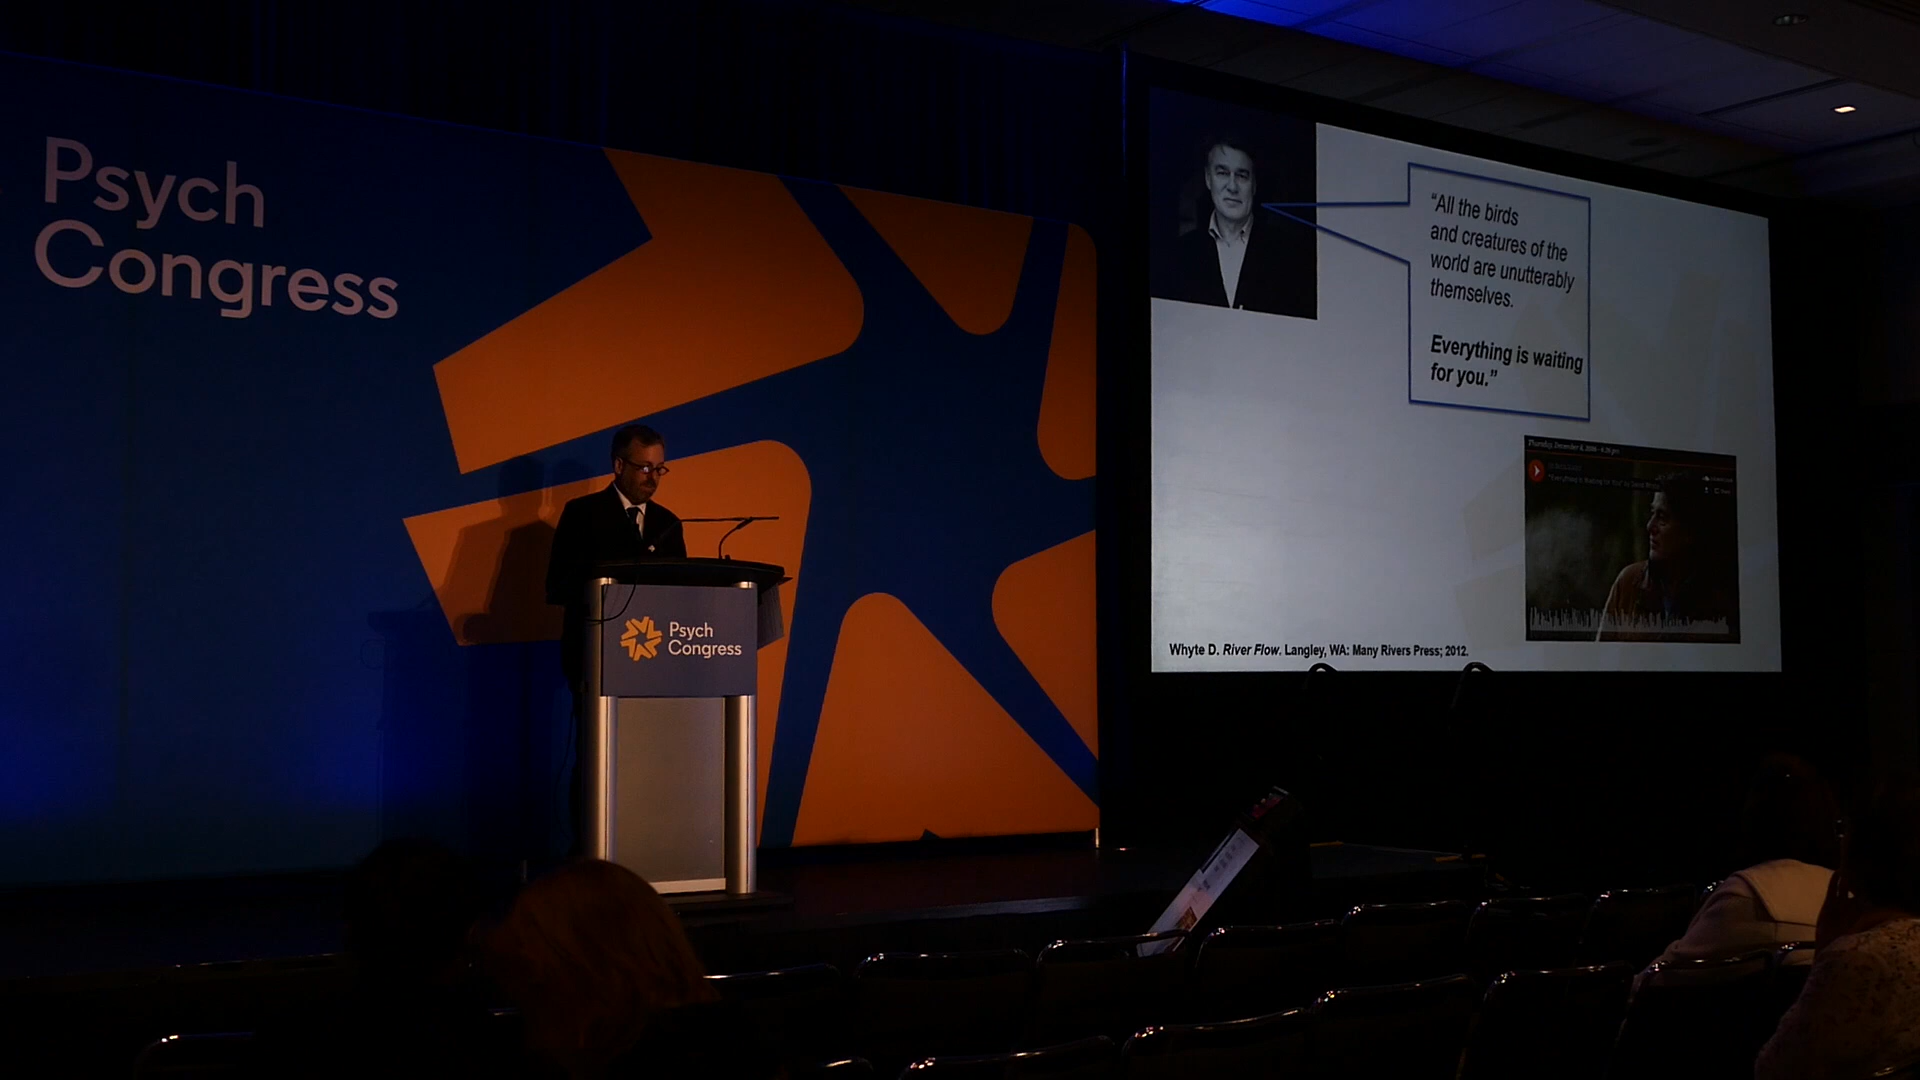 Psych
Congress
Psych
Congress
“All the birds
and creatures of the
world are unutterably
themselves.
Everything is waiting
for you.”
Whyte D. River Flow. Langley, WA: Many Rivers Press; 2012.